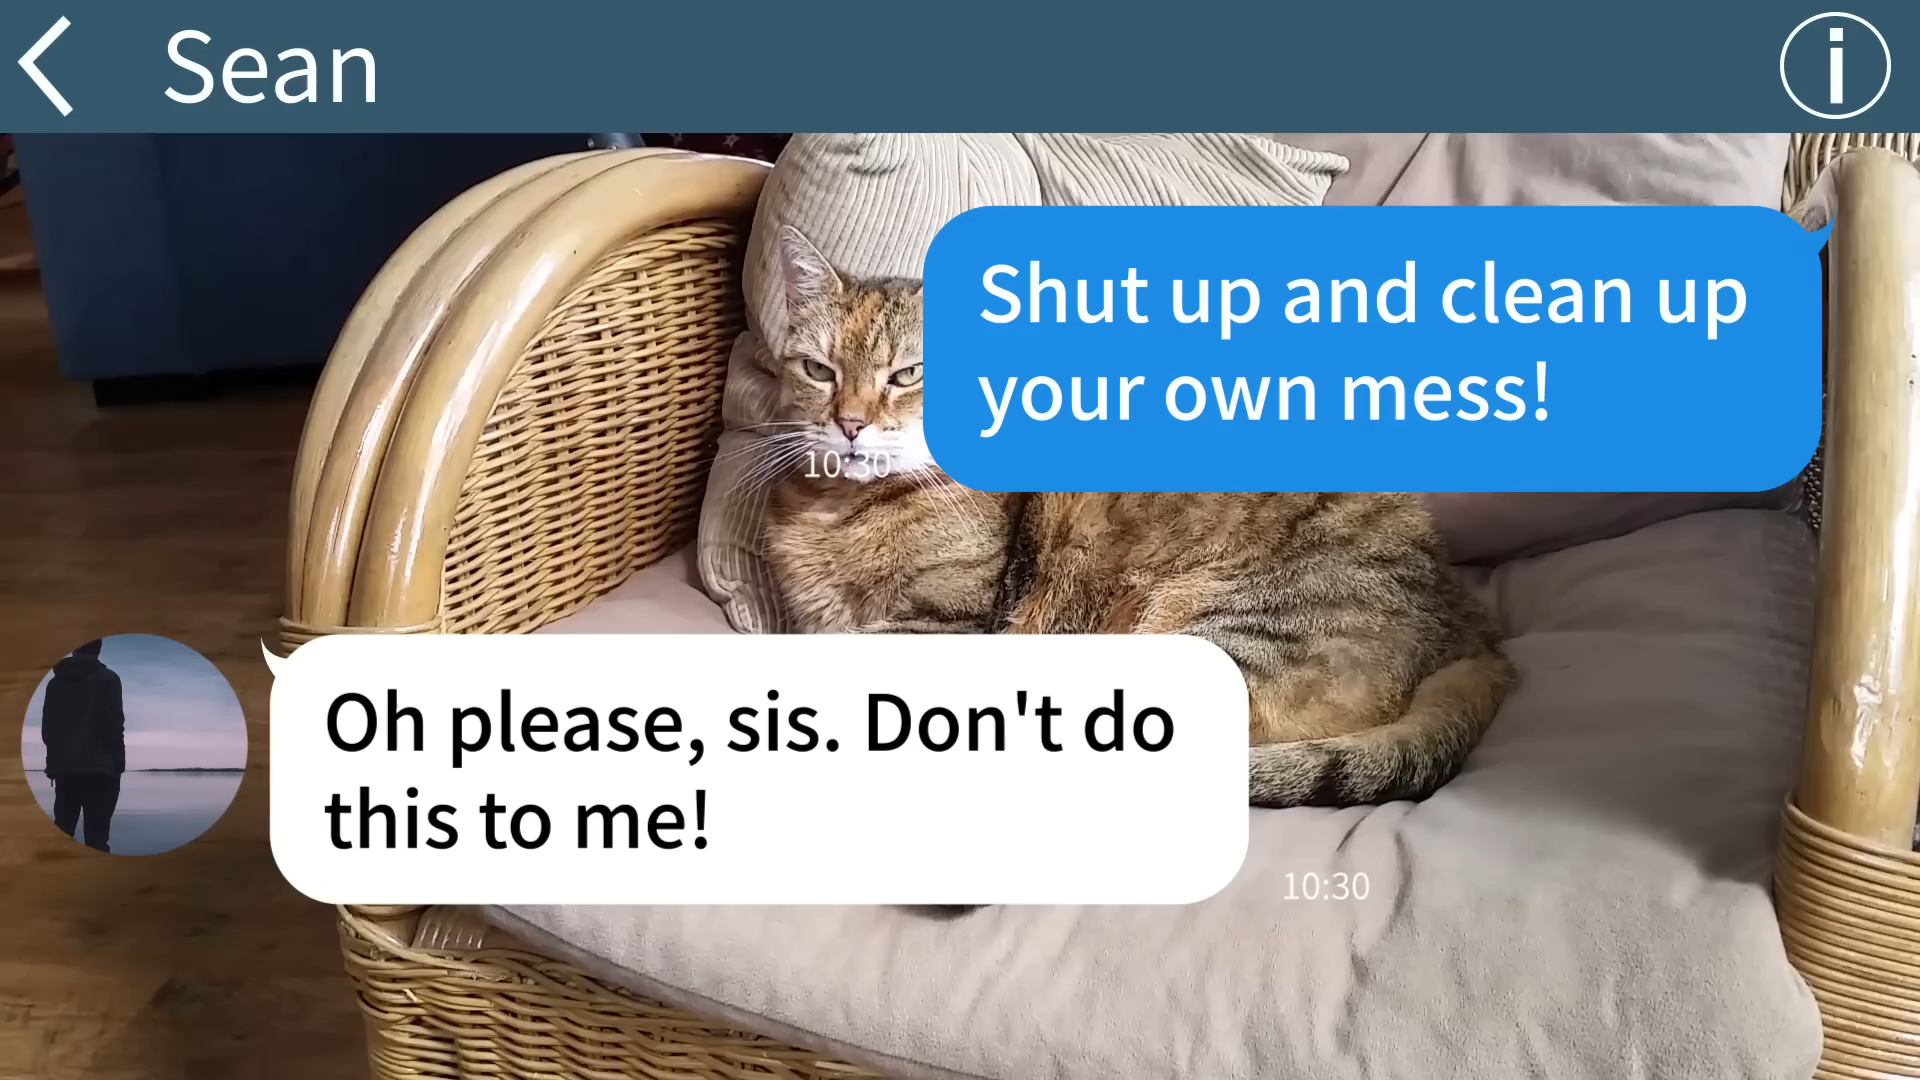 Sean
Shut up and clean up
your own mess!
10:30
Oh please, sis. Don't do
this to me!
10:30